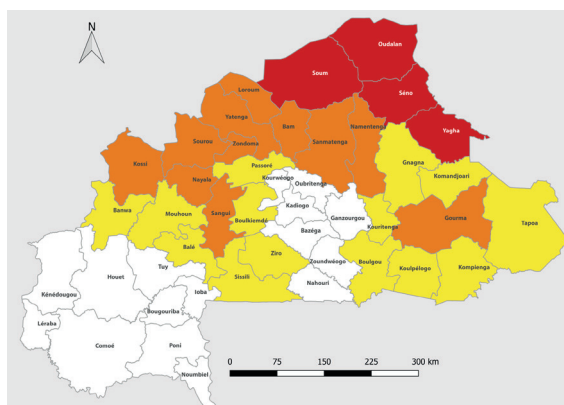 N
Oudalan
Soum
Séno
Loroum
Yatenga
Bam
Namentenga
Yagha
Sourou
Zondoma
Sanmatenga
Kossi
Passoré
Gnagna
Komandjoari
Nayala
Kourwéogo
Oubritenga
Banwa
Mouhoun
Sangui
Boulkiemdé
Kadiogo
Ganzourgou
Gourma
Tapoa
Bazéga
Kouritenga
Balé
Ziro
Zoundwéogo
Boulgou
Koulpélogo
Kompienga
Houet
Tuy
Sissili
Nahouri
Ioba
Kénédougou
Bougouriba
Léraba
Comoé
Poni
Noumbiel
0 75 150 225 300 km